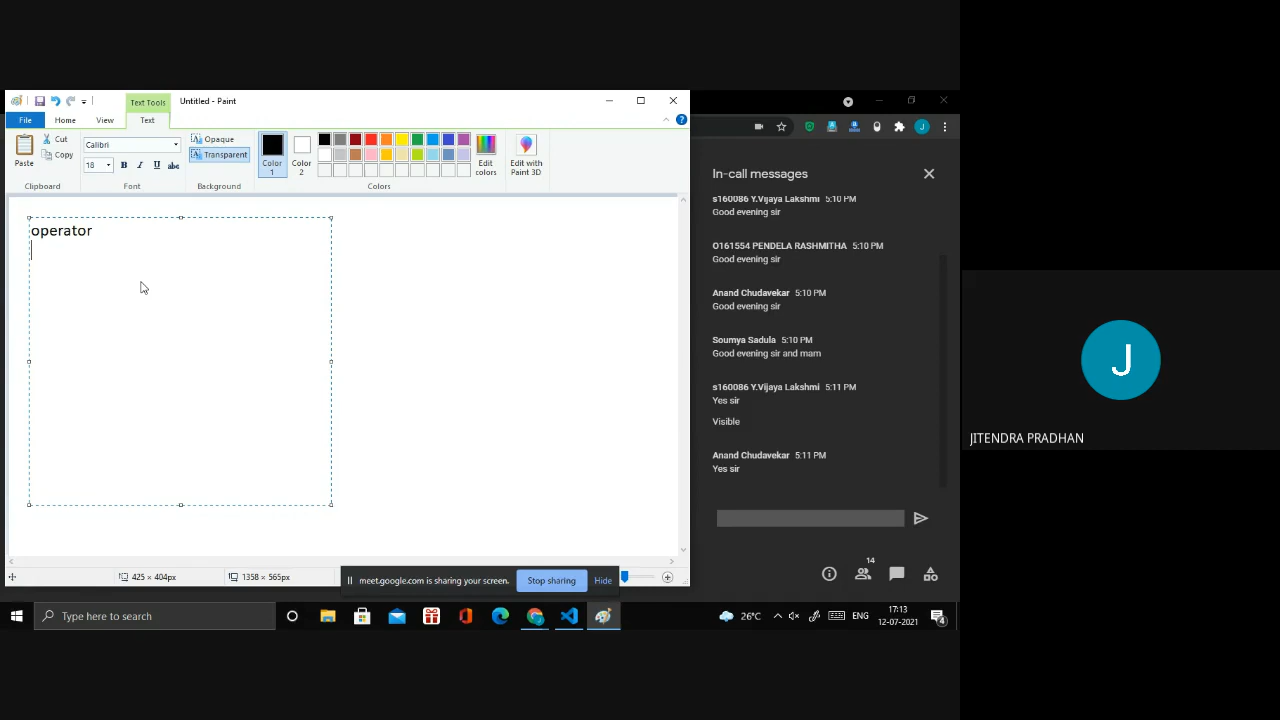 Text Tools
Untitled - Paint
File
Home
View
Text
Paste
Cut
Copy
Clipboard
Calibri
18
B I U abc
Font
Opaque
Transparent
Background
Color 1
Color 2
Edit colors
Colors
Edit with Paint 3D
operator
425 × 404px
1358 × 565px
meet.google.com is sharing your screen.
Stop sharing
Hide
J
In-call messages
s160086 Y.Vijaya Lakshmi 5:10 PM
Good evening sir
O161554 PENDELA RASHMITHA 5:10 PM
Good evening sir
Anand Chudavekar 5:10 PM
Good evening sir
Soumya Sadula 5:10 PM
Good evening sir and mam
s160086 Y.Vijaya Lakshmi 5:11 PM
Yes sir
Visible
Anand Chudavekar 5:11 PM
Yes sir
14
Type here to search
26°C
ENG
17:13
12-07-2021
4
J
JITENDRA PRADHAN